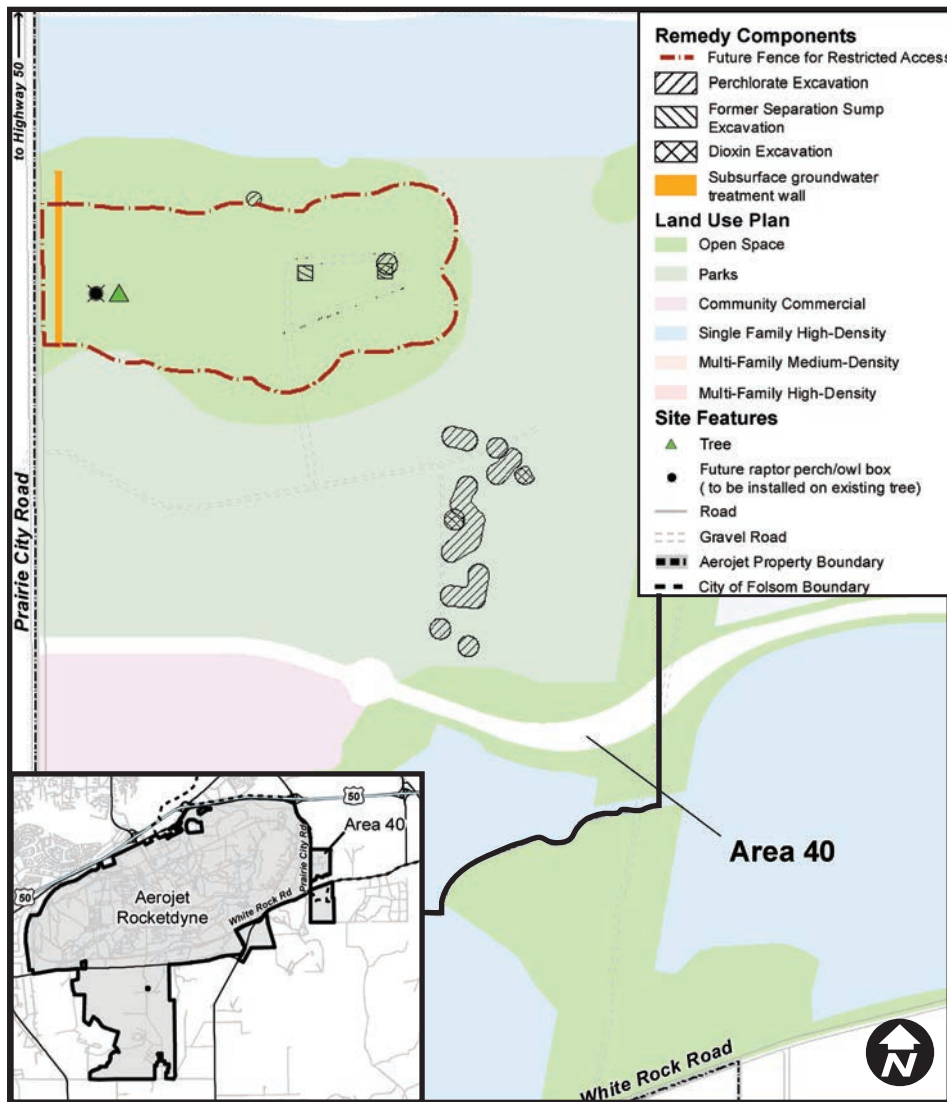 to Highway 50
Prairie City Road
Remedy Components
Future Fence for Restricted Access
Perchlorate Excavation
Former Separation Sump
Excavation
Dioxin Excavation
Subsurface groundwater
treatment wall
Land Use Plan
Open Space
Parks
Community Commercial
Single Family High-Density
Multi-Family Medium-Density
Multi-Family High-Density
Site Features
Tree
Future raptor perch/owl box
( to be installed on existing tree)
Road
Gravel Road
Aerojet Property Boundary
City of Folsom Boundary
Area 40
White Rock Road
N
50
50
Area 40
Prairie City Rd
Aerojet
Rocketdyne
White Rock Rd